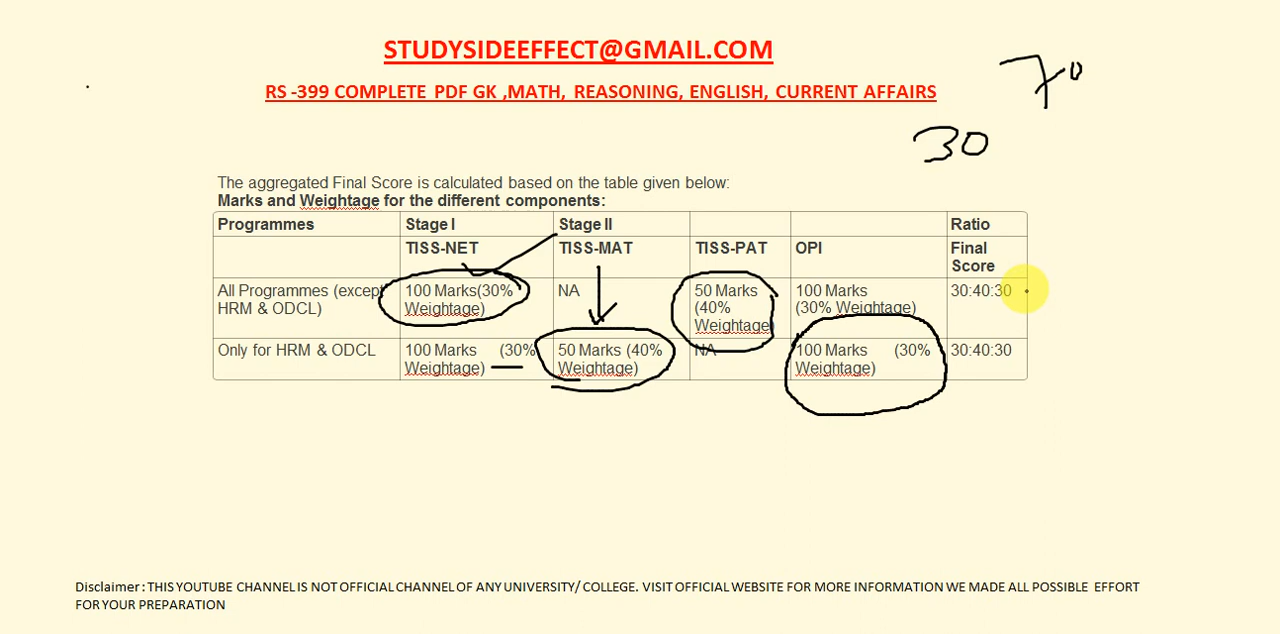 STUDYSIDEEFFECT@GMAIL.COM
70
RS -399 COMPLETE PDF GK ,MATH, REASONING, ENGLISH, CURRENT AFFAIRS
30
The aggregated Final Score is calculated based on the table given below:
Marks and Weightage for the different components:
Programmes Stage I Stage II Ratio
TISS-NET TISS-MAT TISS-PAT OPI Final
Score
All Programmes (except 100 Marks(30% NA 50 Marks 100 Marks 30:40:30
HRM & ODCL) Weightage) (40% (30% Weightage)
Weightage)
Only for HRM & ODCL 100 Marks (30% 50 Marks (40% NA 100 Marks (30% 30:40:30
Weightage) Weightage) Weightage)
Disclaimer : THIS YOUTUBE CHANNEL IS NOT OFFICIAL CHANNEL OF ANY UNIVERSITY/ COLLEGE. VISIT OFFICIAL WEBSITE FOR MORE INFORMATION WE MADE ALL POSSIBLE EFFORT
FOR YOUR PREPARATION